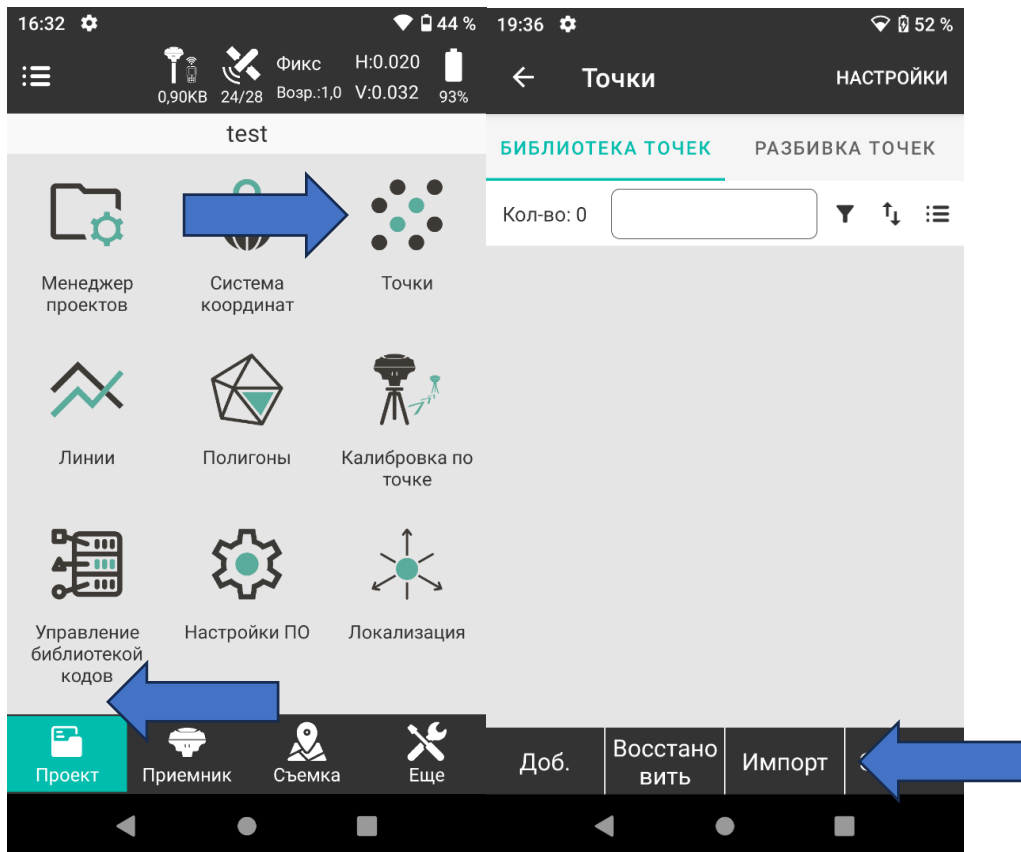 16:32
44 %
0,90KB
24/28
Фикс
Возр.:1,0
H:0.020
V:0.032
93%
test
Менеджер
проектов
Система
координат
Точки
Линии
Полигоны
Калибровка по
точке
Управление
библиотекой
кодов
Настройки ПО
Локализация
Проект
Приемник
Съемка
Еще
19:36
52 %
Точки
НАСТРОЙКИ
БИБЛИОТЕКА ТОЧЕК
РАЗБИВКА ТОЧЕК
Кол-во: 0
Доб.
Восстано
вить
Импорт